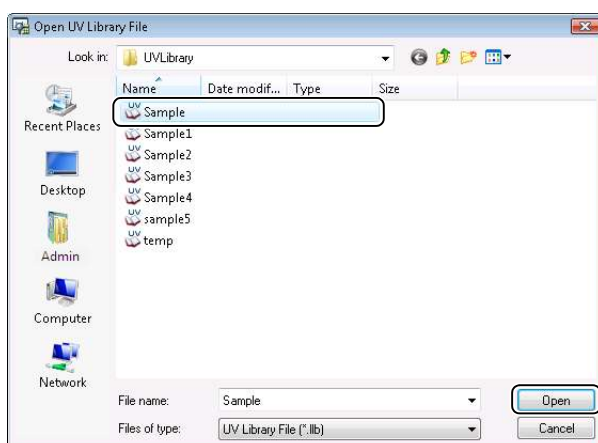 Open UV Library File
Look in: UVLibrary
Name Date modif... Type Size
Sample
Sample1
Sample2
Sample3
Sample4
sample5
temp
Recent Places
Desktop
Admin
Computer
Network
File name: Sample Open
Files of type: UV Library File (*.llb) Cancel